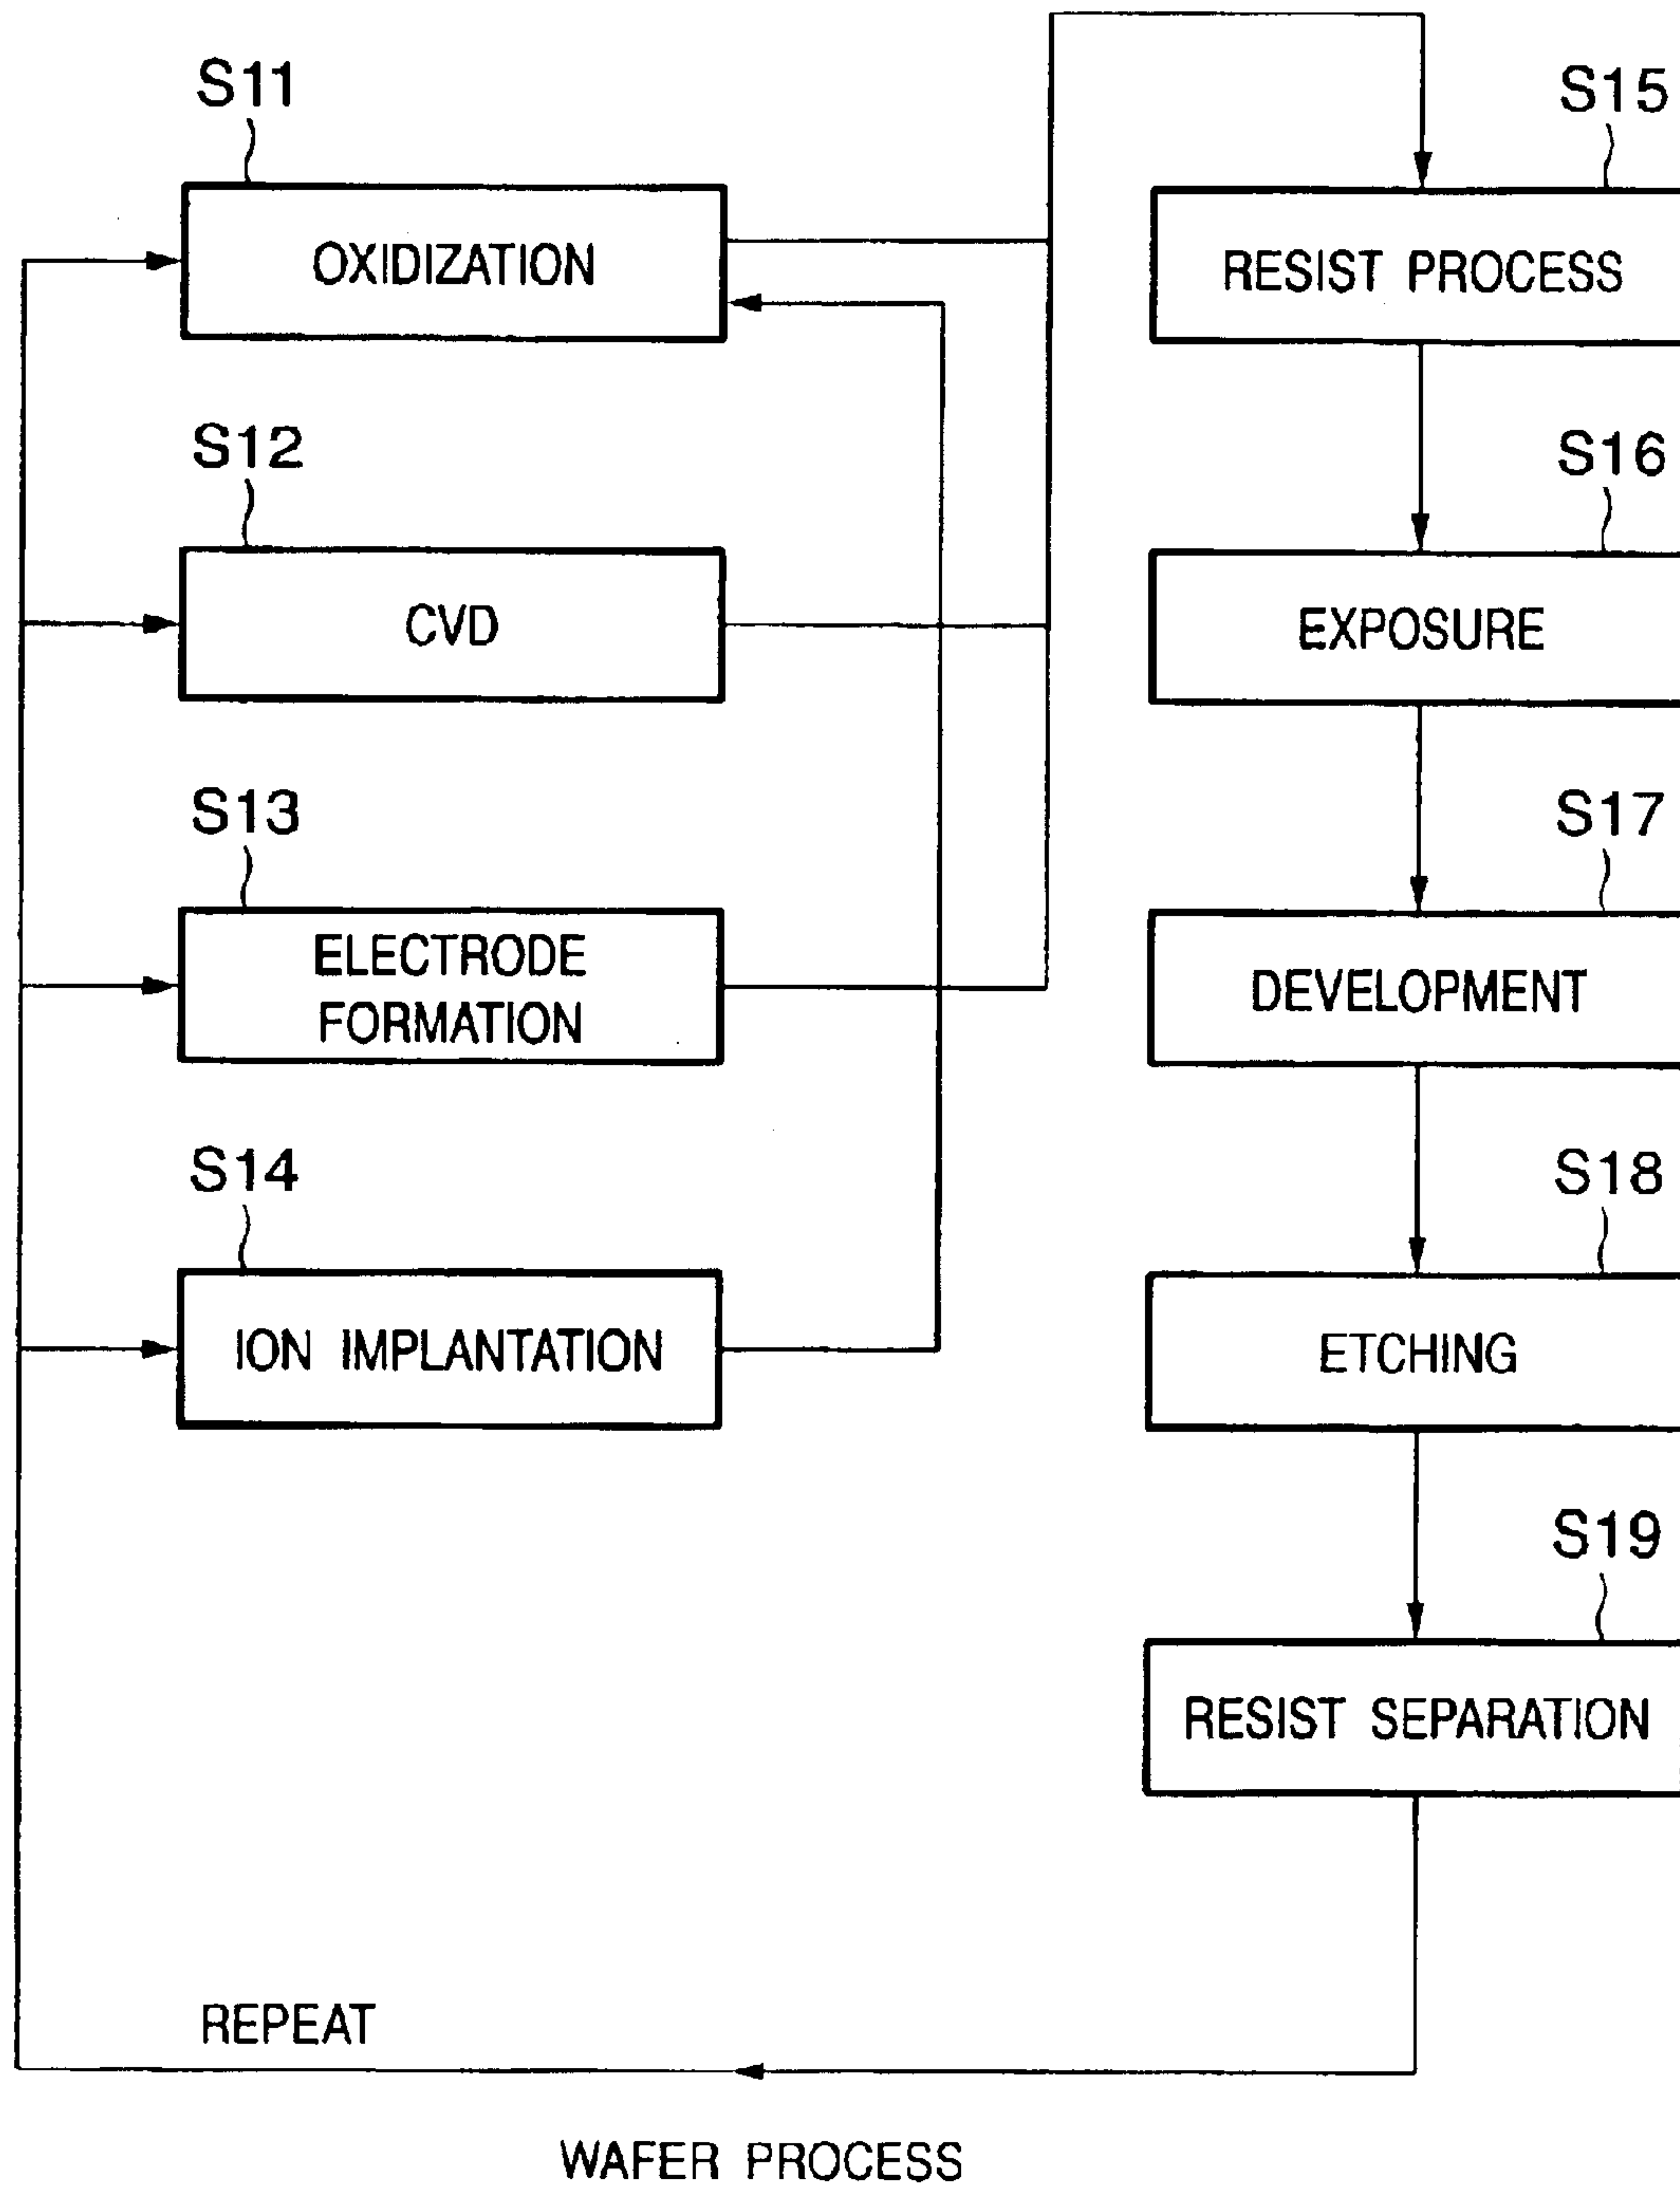 S11
OXIDIZATION
S12
CVD
S13
ELECTRODE
FORMATION
S14
ION IMPLANTATION
S15
RESIST PROCESS
S16
EXPOSURE
S17
DEVELOPMENT
S18
ETCHING
S19
RESIST SEPARATION
REPEAT
WAFER PROCESS